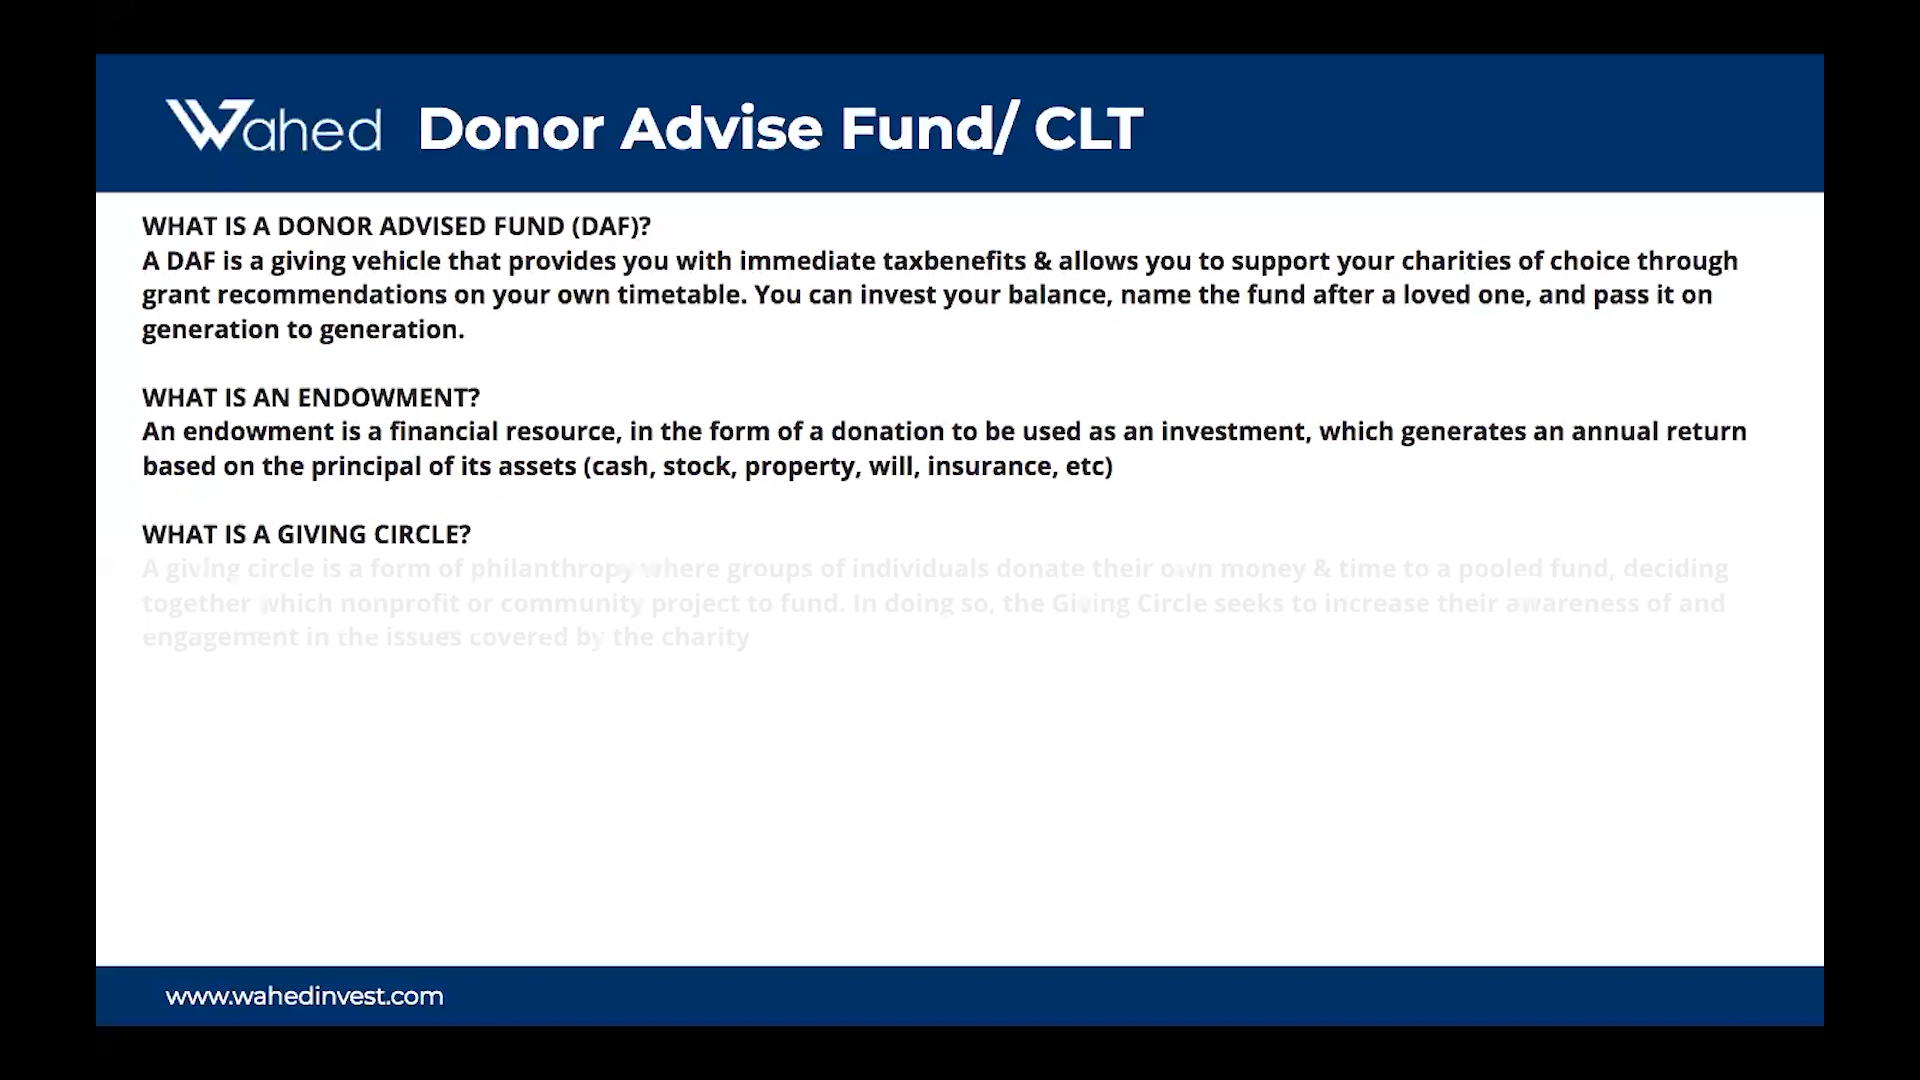 Wahed Donor Advise Fund/ CLT
WHAT IS A DONOR ADVISED FUND (DAF)?
A DAF is a giving vehicle that provides you with immediate taxbenefits & allows you to support your charities of choice through
grant recommendations on your own timetable. You can invest your balance, name the fund after a loved one, and pass it on
generation to generation.
WHAT IS AN ENDOWMENT?
An endowment is a financial resource, in the form of a donation to be used as an investment, which generates an annual return
based on the principal of its assets (cash, stock, property, will, insurance, etc)
WHAT IS A GIVING CIRCLE?
A giving circle is a form of philanthropy where groups of individuals donate their own money & time to a pooled fund, deciding
together which nonprofit or community project to fund. In doing so, the Giving Circle seeks to increase their awareness of and
engagement in the issues covered by the charity
www.wahedinvest.com